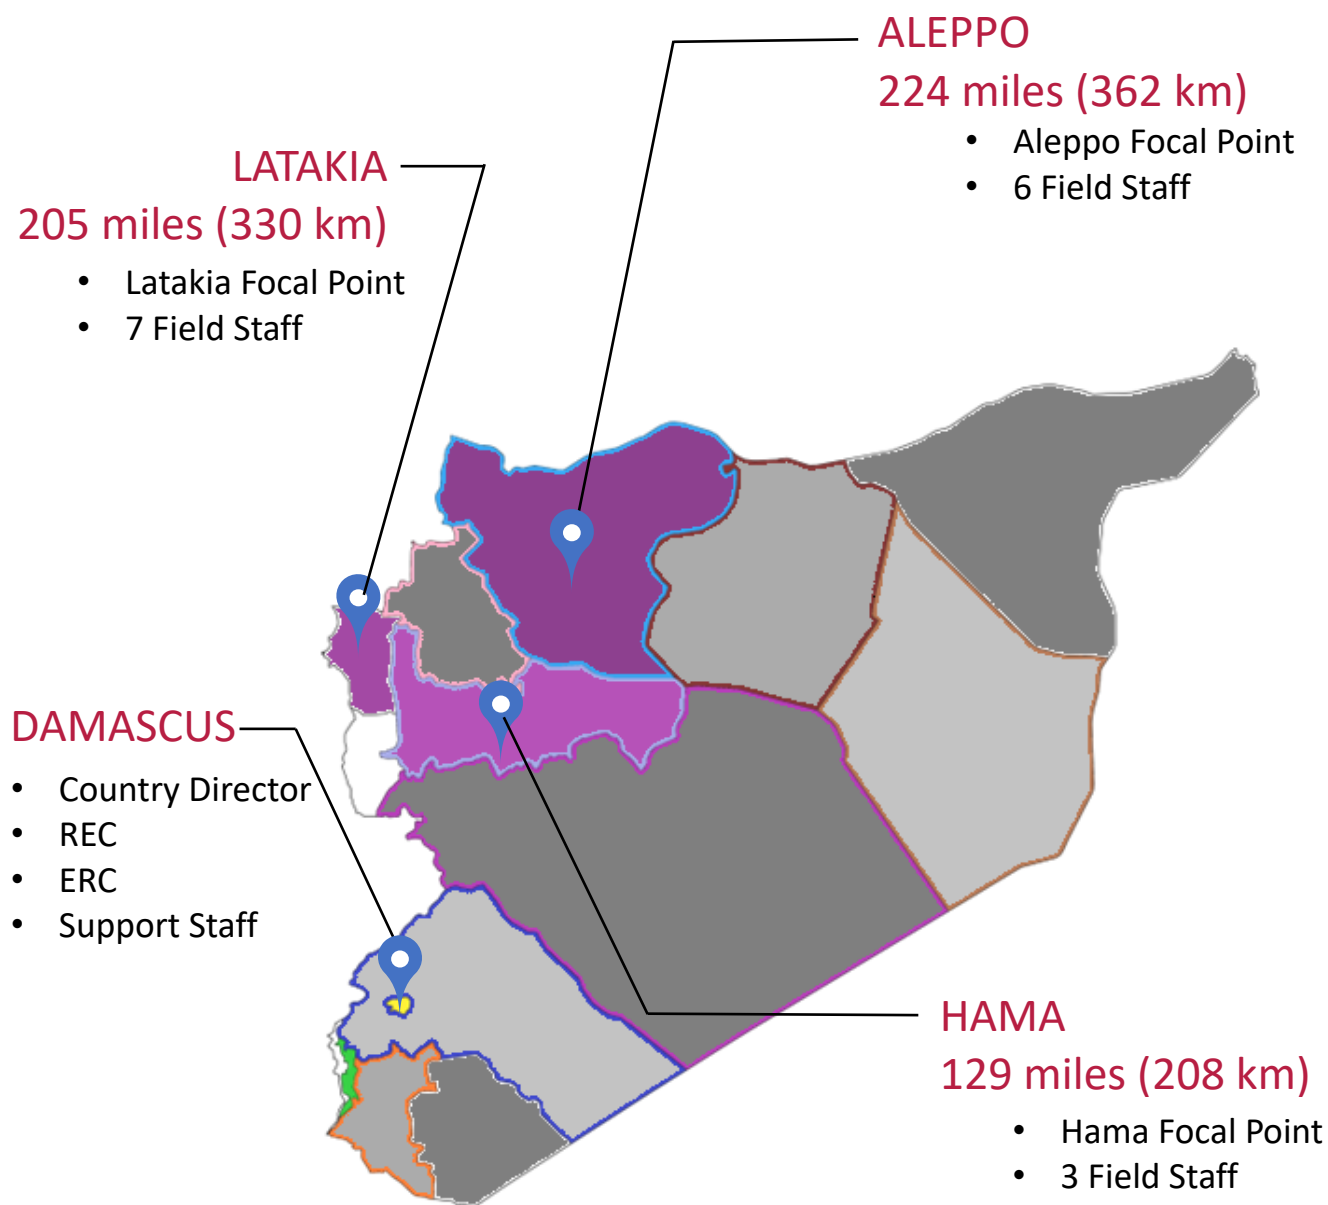 ALEPPO
224 miles (362 km)
• Aleppo Focal Point
• 6 Field Staff
LATAKIA
205 miles (330 km)
• Latakia Focal Point
• 7 Field Staff
DAMASCUS
• Country Director
• REC
• ERC
• Support Staff
HAMA
129 miles (208 km)
• Hama Focal Point
• 3 Field Staff